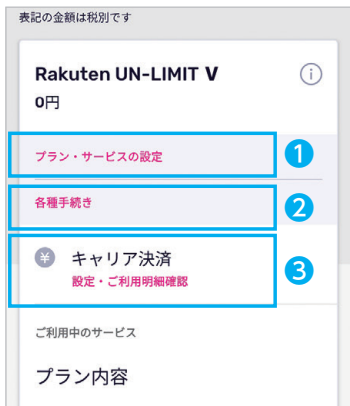 表記の金額は税別です
Rakuten UN-LIMIT V
i
0円
プラン・サービスの設定
1
各種手続き
2
¥ キャリア決済
設定・ご利用明細確認
3
ご利用中のサービス
プラン内容